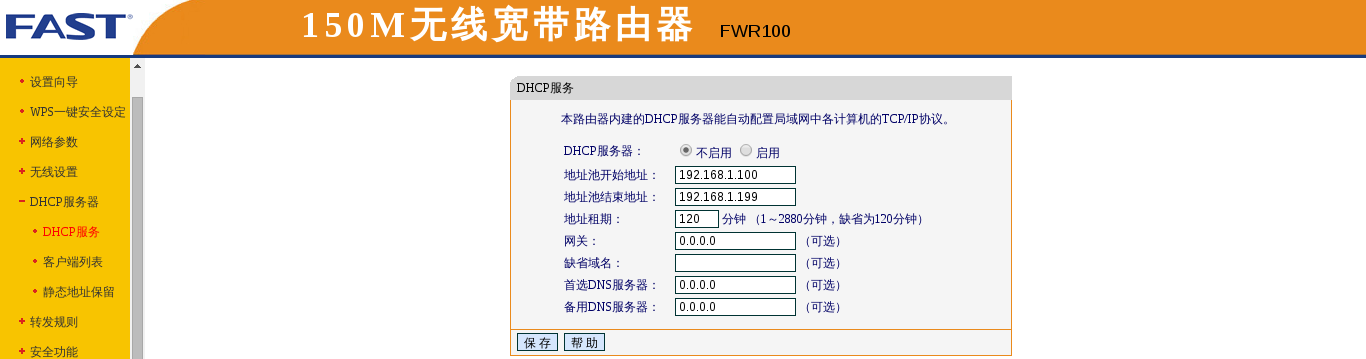 FAST®
150M无线宽带路由器 FWR100
设置向导
WPS一键安全设定
网络参数
无线设置
DHCP服务器
DHCP服务
客户端列表
静态地址保留
转发规则
安全功能
DHCP服务
本路由器内建的DHCP服务器能自动配置局域网中各计算机的TCP/IP协议。
DHCP服务器： 不启用 启用
地址池开始地址： 192.168.1.100
地址池结束地址： 192.168.1.199
地址租期： 120 分钟 （1～2880分钟，缺省为120分钟）
网关： 0.0.0.0 （可选）
缺省域名： （可选）
首选DNS服务器： 0.0.0.0 （可选）
备用DNS服务器： 0.0.0.0 （可选）
保 存 帮 助